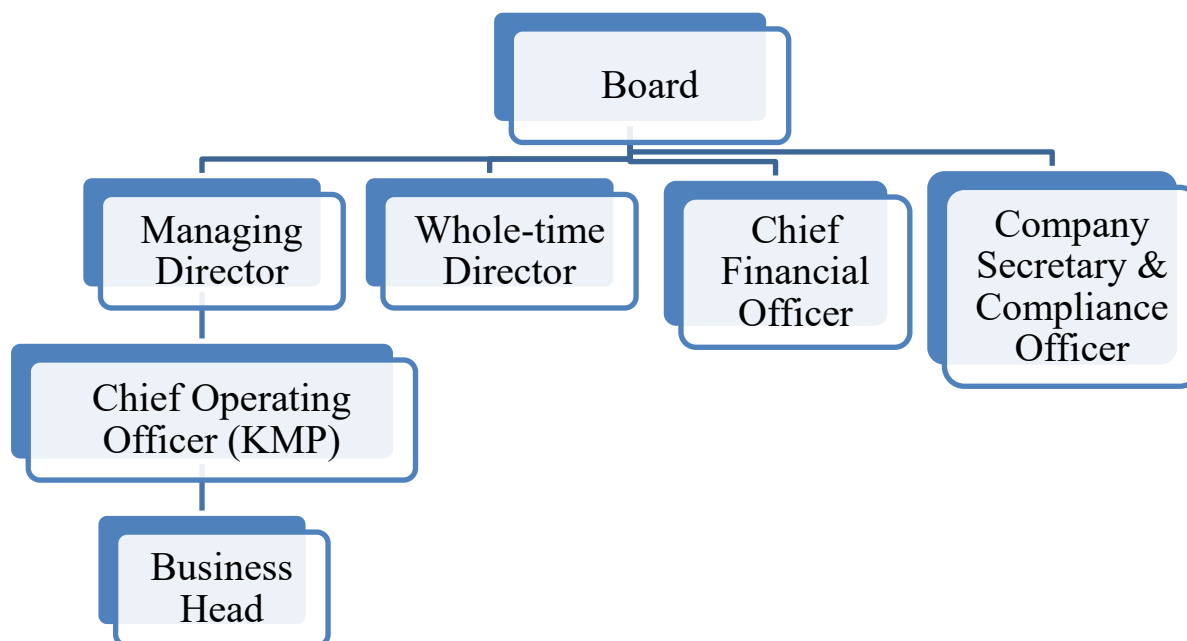 Board
Managing
Director
Whole-time
Director
Chief
Financial
Officer
Company
Secretary &
Compliance
Officer
Chief Operating
Officer (KMP)
Business
Head